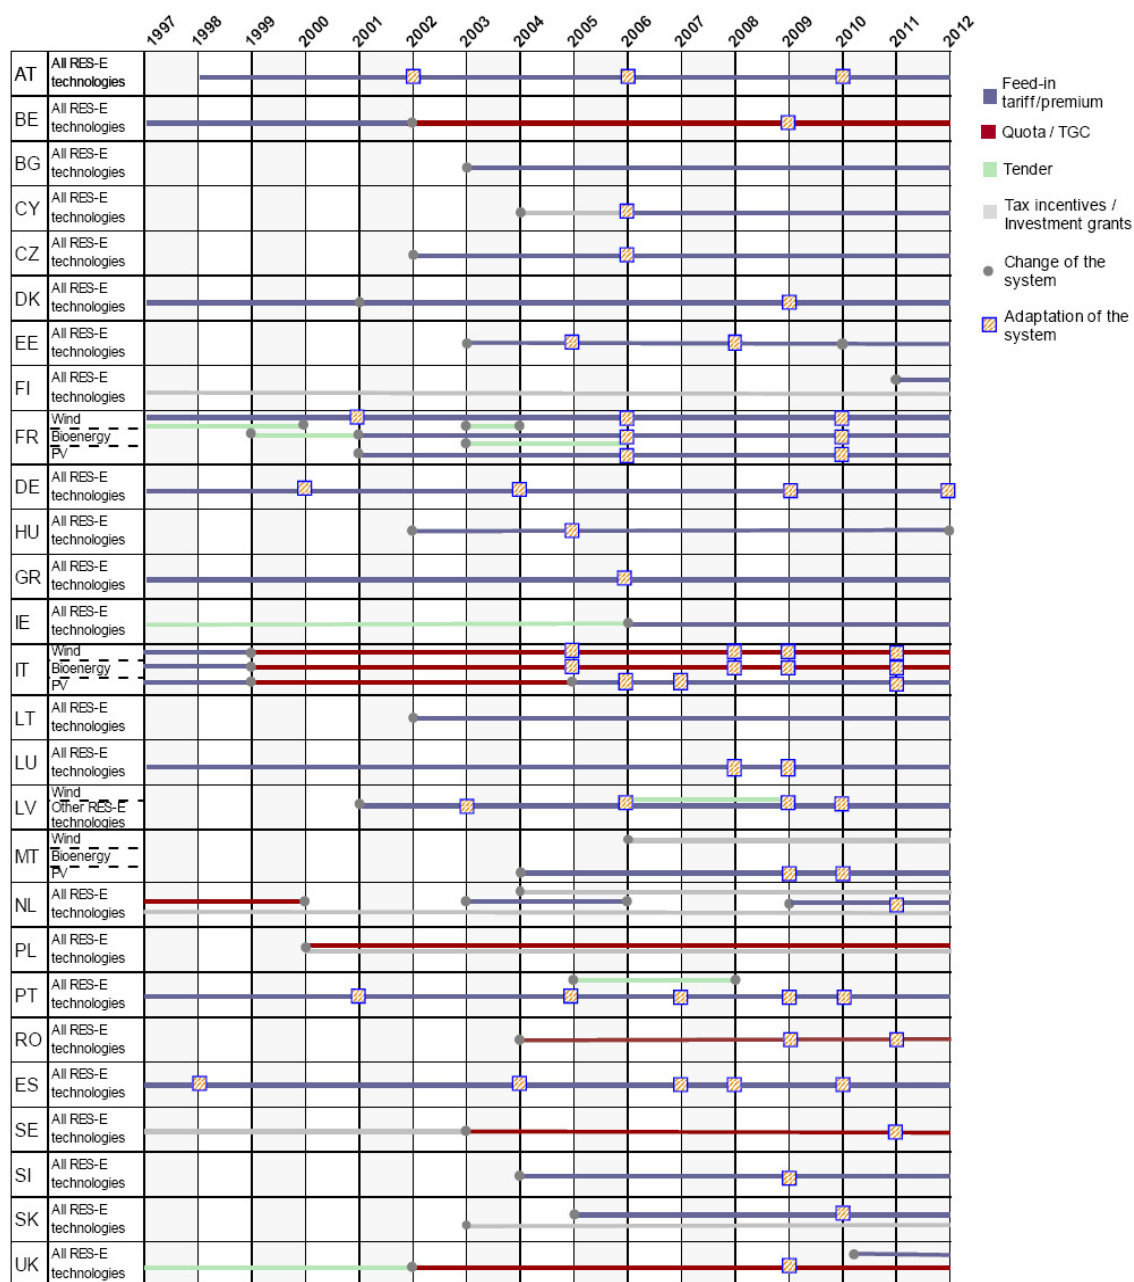 1997 1998 1999 2000 2001 2002 2003 2004 2005 2006 2007 2008 2009 2010 2011 2012
AT All RES-E
technologies
BE All RES-E
technologies
BG All RES-E
technologies
CY All RES-E
technologies
CZ All RES-E
technologies
DK All RES-E
technologies
EE All RES-E
technologies
FI All RES-E
technologies
FR Wind
Bioenergy
PV
DE All RES-E
technologies
HU All RES-E
technologies
GR All RES-E
technologies
IE All RES-E
technologies
IT Wind
Bioenergy
PV
LT All RES-E
technologies
LU All RES-E
technologies
LV Wind
Other RES-E
technologies
MT Wind
Bioenergy
PV
NL All RES-E
technologies
PL All RES-E
technologies
PT All RES-E
technologies
RO All RES-E
technologies
ES All RES-E
technologies
SE All RES-E
technologies
SI All RES-E
technologies
SK All RES-E
technologies
UK All RES-E
technologies
Feed-in
tariff/premium
Quota / TGC
Tender
Tax incentives /
Investment grants
Change of the
system
Adaptation of the
system